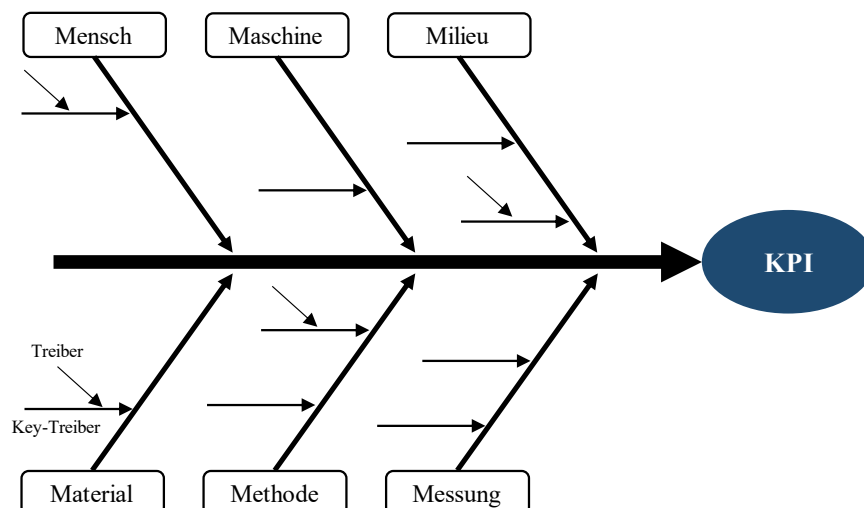 Mensch
Maschine
Milieu
KPI
Treiber
Key-Treiber
Material
Methode
Messung